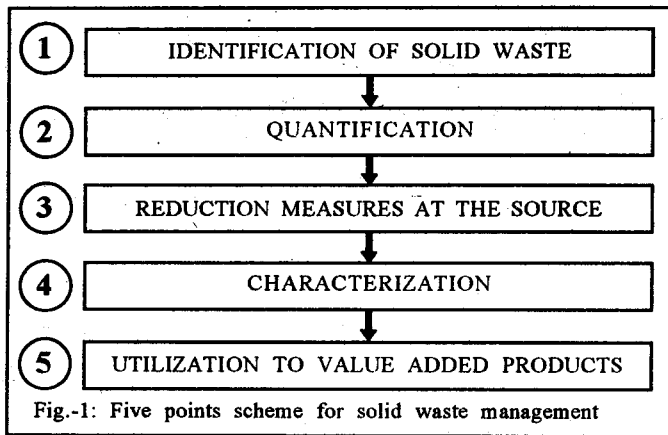 1 IDENTIFICATION OF SOLID WASTE
2 QUANTIFICATION
3 REDUCTION MEASURES AT THE SOURCE
4 CHARACTERIZATION
5 UTILIZATION TO VALUE ADDED PRODUCTS
Fig.-1: Five points scheme for solid waste management